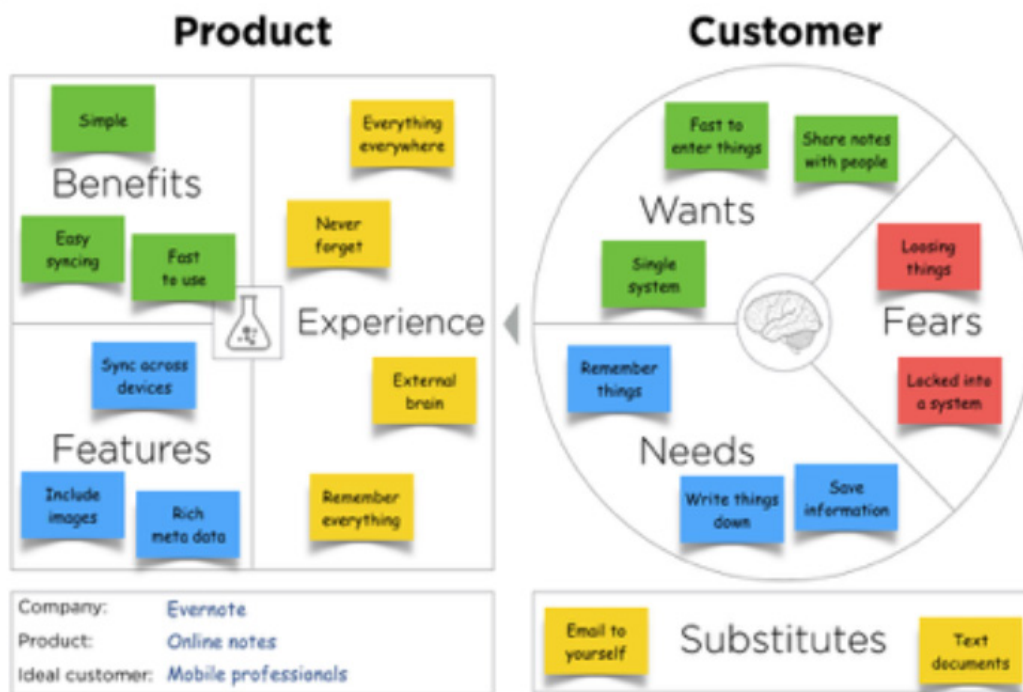 Product
Customer
Simple
Benefits
Easy
syncing
Fast
to use
Everything
everywhere
Never
forget
Experience
External
brain
Remember
everything
Sync across
devices
Features
Include
images
Rich
meta data
Fast to
enter things
Share notes
with people
Wants
Single
system
Loosing
things
Fears
Locked into
a system
Remember
things
Needs
Write things
down
Save
information
Company: Evernote
Product: Online notes
Ideal customer: Mobile professionals
Email to
yourself
Substitutes
Text
documents